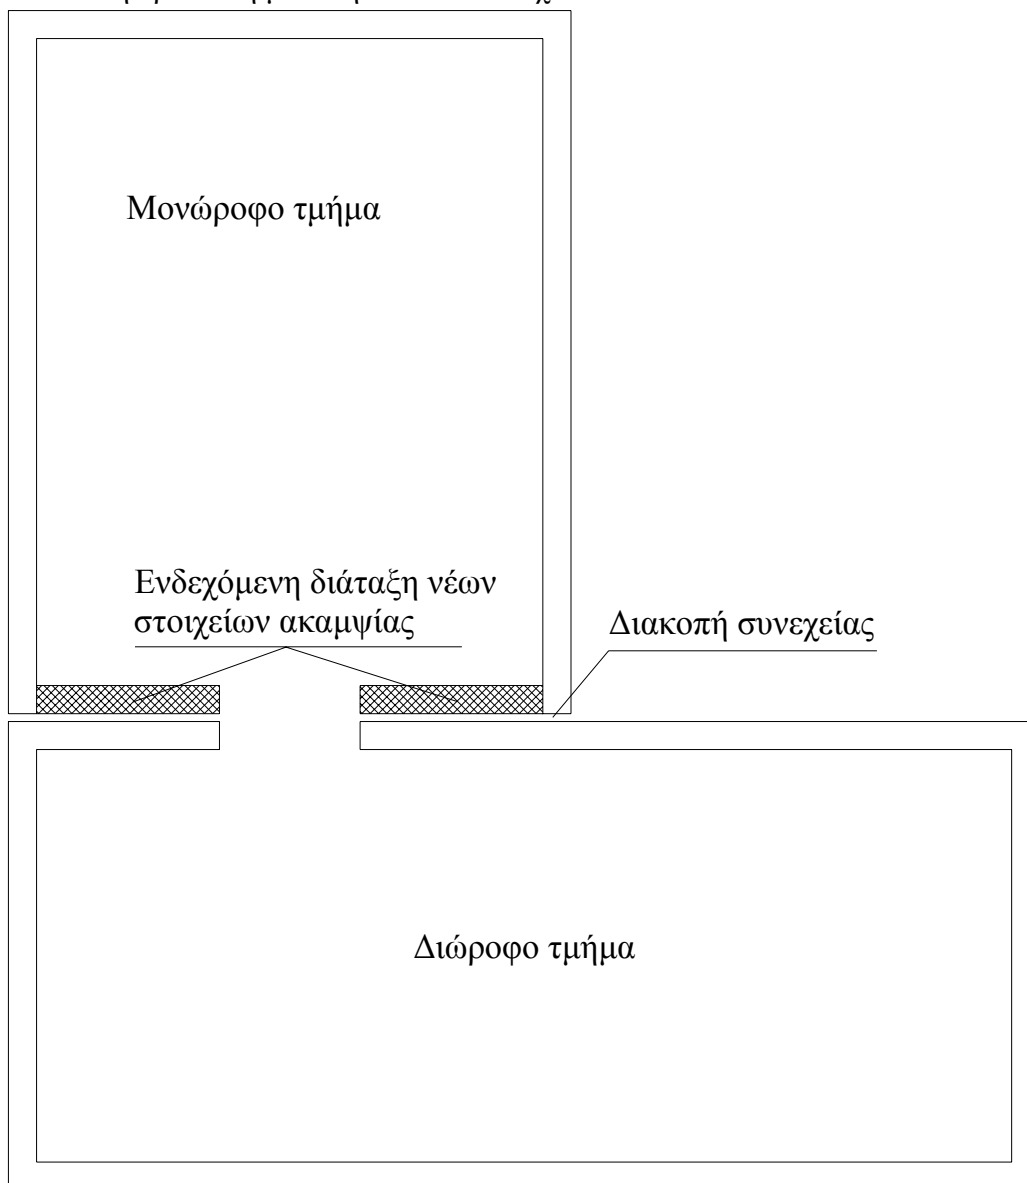 Μονώροφο τμήμα
Ενδεχόμενη διάταξη νέων
στοιχείων ακαμψίας
Διακοπή συνεχείας
Διώροφο τμήμα